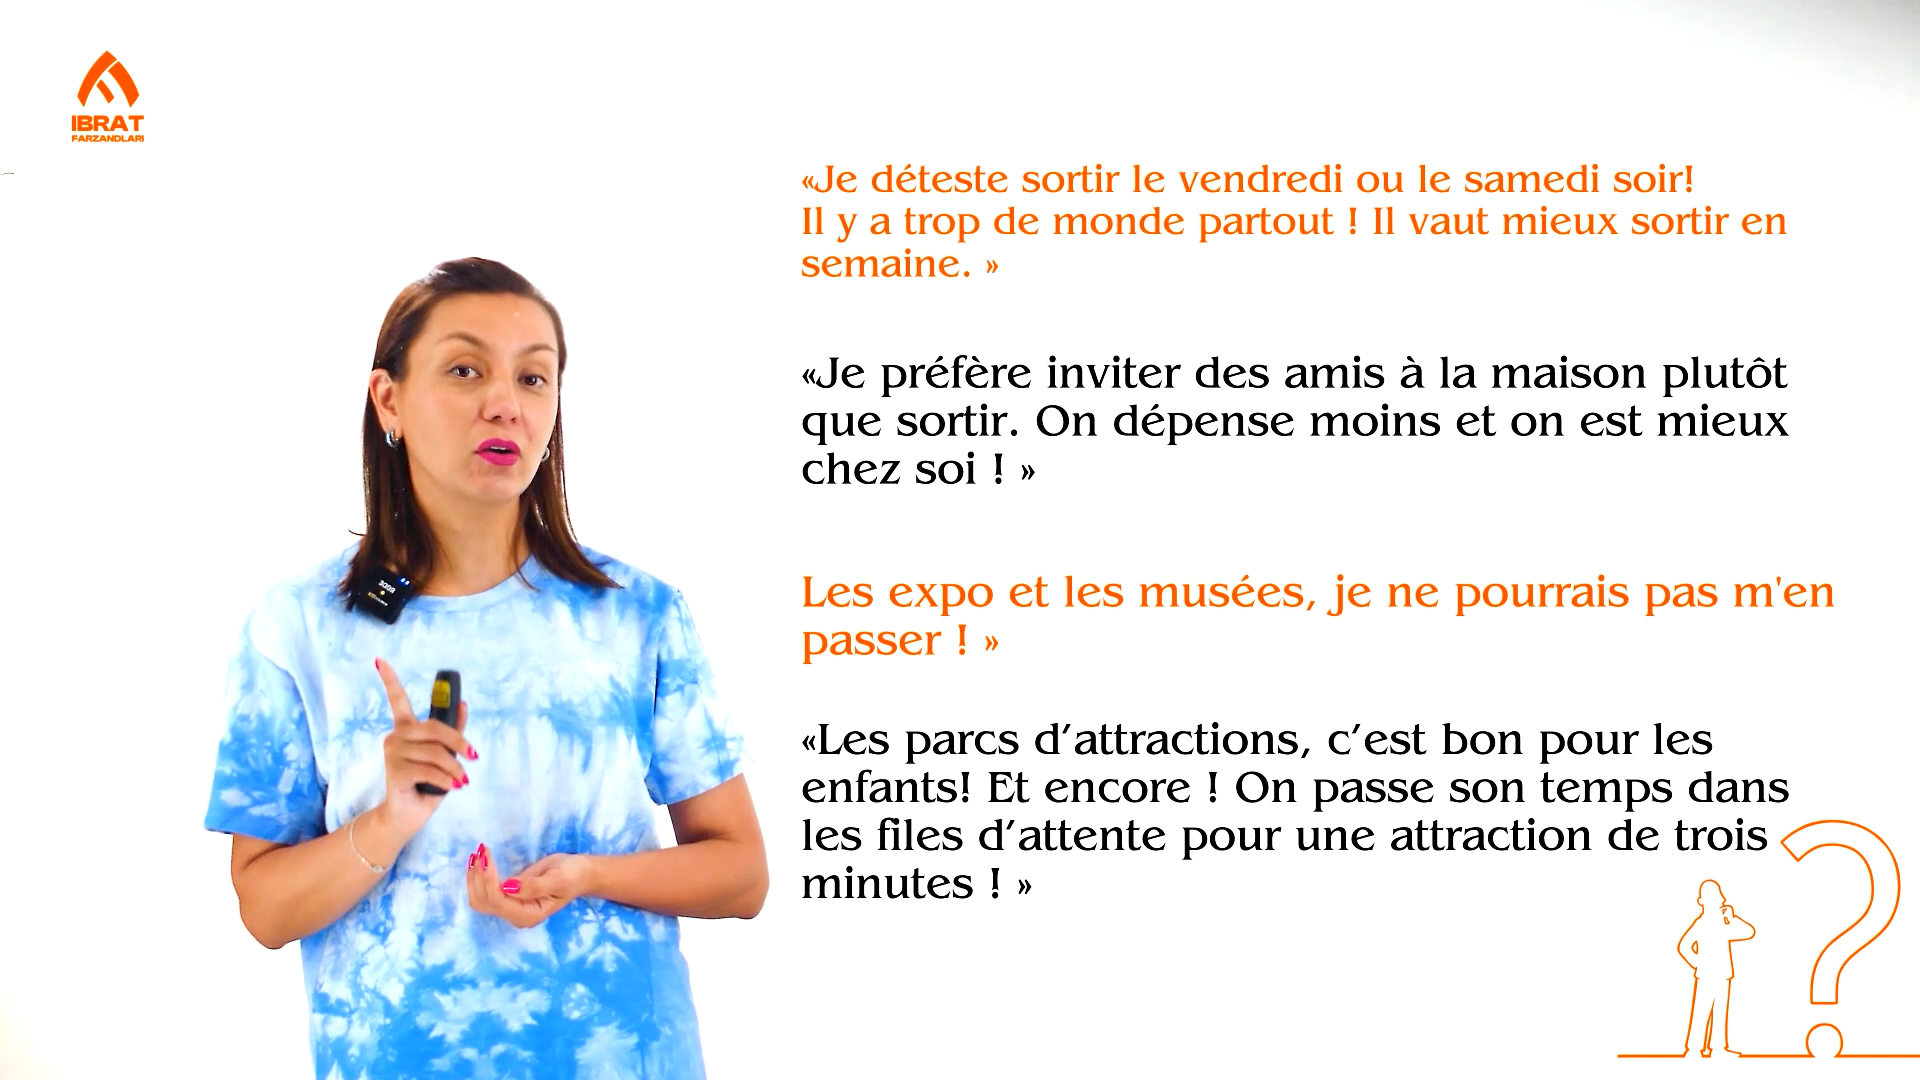 IBRAT
FARZANDLARI
«Je déteste sortir le vendredi ou le samedi soir!
Il y a trop de monde partout ! Il vaut mieux sortir en
semaine. »
«Je préfère inviter des amis à la maison plutôt
que sortir. On dépense moins et on est mieux
chez soi ! »
Les expo et les musées, je ne pourrais pas m'en
passer ! »
«Les parcs d’attractions, c’est bon pour les
enfants! Et encore ! On passe son temps dans
les files d’attente pour une attraction de trois
minutes ! »